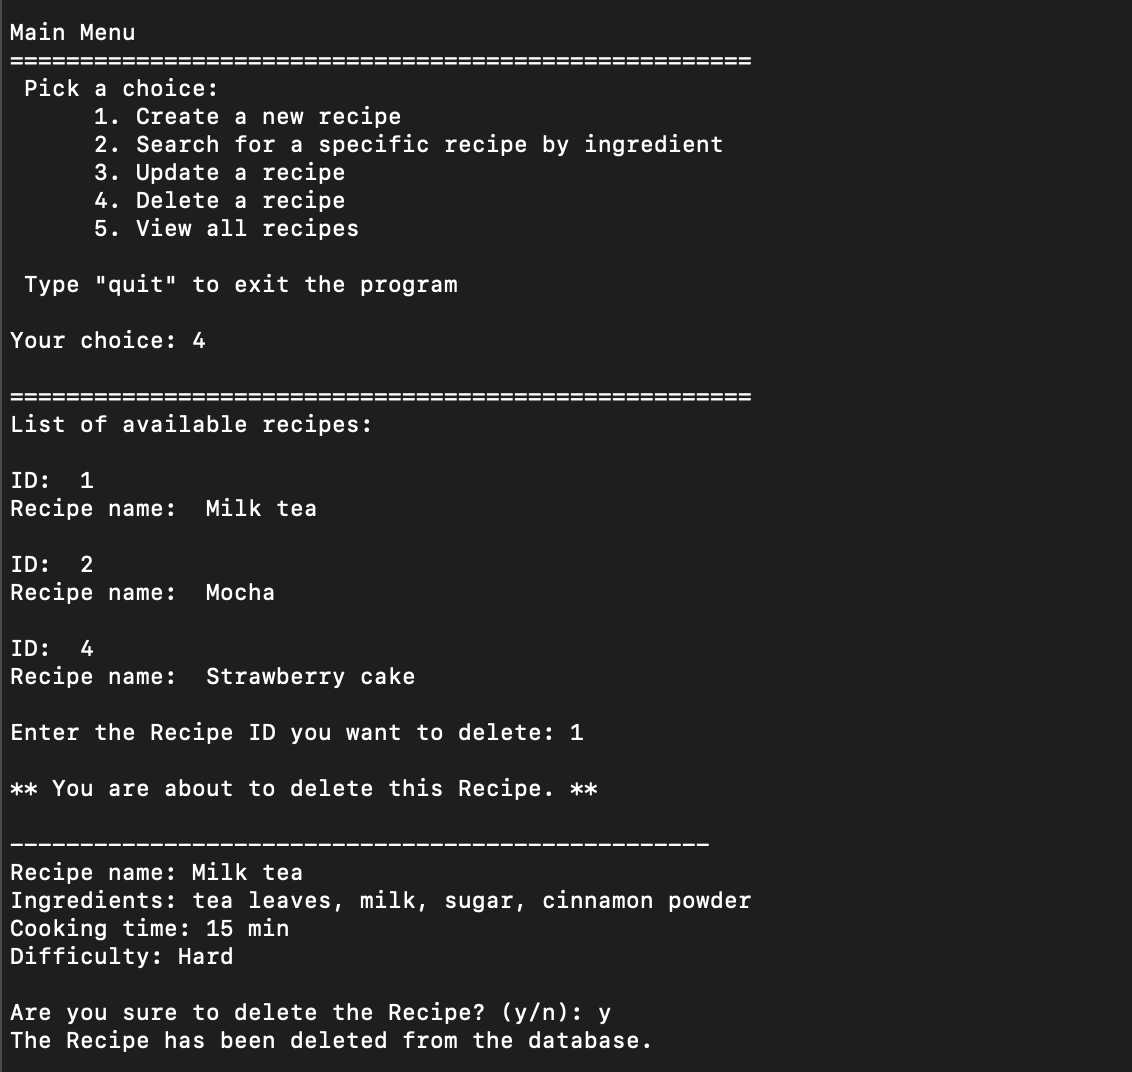 Main Menu
=====================================================
Pick a choice:
1. Create a new recipe
2. Search for a specific recipe by ingredient
3. Update a recipe
4. Delete a recipe
5. View all recipes
Type "quit" to exit the program
Your choice: 4
=====================================================
List of available recipes:
ID:  1
Recipe name:  Milk tea
ID:  2
Recipe name:  Mocha
ID:  4
Recipe name:  Strawberry cake
Enter the Recipe ID you want to delete: 1
** You are about to delete this Recipe. **
--------------------------------------------------
Recipe name: Milk tea
Ingredients: tea leaves, milk, sugar, cinnamon powder
Cooking time: 15 min
Difficulty: Hard
Are you sure to delete the Recipe? (y/n): y
The Recipe has been deleted from the database.